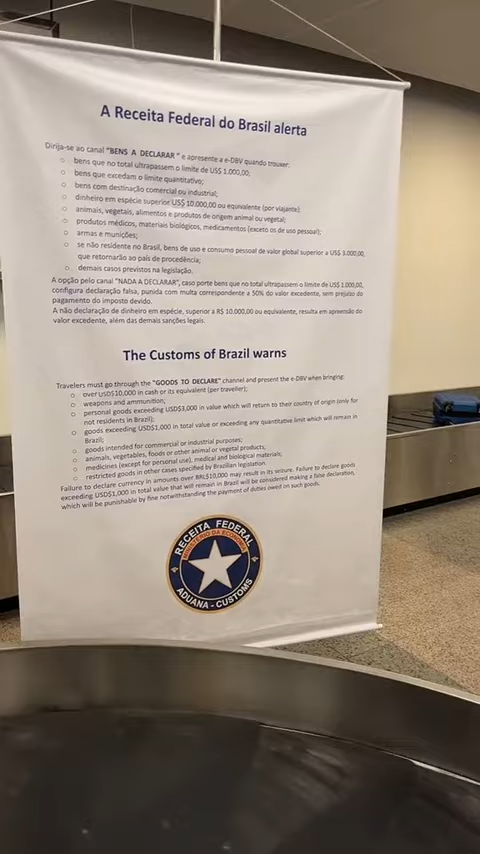 A Receita Federal do Brasil alerta
Dirija-se ao canal "BENS A DECLARAR" e apresente a e-DBV quando trouxer:
○ bens que no total ultrapassem o limite de US$ 1.000,00;
○ bens que excedam o limite quantitativo;
○ bens com destinação comercial ou industrial;
○ dinheiro em espécie superior US$ 10.000,00 ou equivalente (por viajante);
○ animais, vegetais, alimentos e produtos de origem animal ou vegetal;
○ produtos médicos, materiais biológicos, medicamentos (exceto os de uso pessoal);
○ armas e munições;
○ se não residente no Brasil, bens de uso e consumo pessoal de valor global superior a US$ 3.000,00,
que retornarão ao país de procedência;
○ demais casos previstos na legislação.
A opção pelo canal "NADA A DECLARAR", caso porte bens que no total ultrapassem o limite de US$ 1.000,00,
configura declaração falsa, punida com multa correspondente a 50% do valor excedente, sem prejuízo do
pagamento do imposto devido.
A não declaração de dinheiro em espécie, superior a R$ 10.000,00 ou equivalente, resulta em apreensão do
valor excedente, além das demais sanções legais.
The Customs of Brazil warns
Travelers must go through the "GOODS TO DECLARE" channel and present the e-DBV when bringing:
○ over USD$10,000 in cash or its equivalent (per traveller);
○ weapons and ammunition;
○ personal goods exceeding USD$3,000 in value which will return to their country of origin (only for
not residents in Brazil);
○ goods exceeding USD$1,000 in total value or exceeding any quantitative limit which will remain in
Brazil;
○ goods intended for commercial or industrial purposes;
○ animals, vegetables, foods or other animal or vegetal products;
○ medicines (except for personal use), medical and biological materials;
○ restricted goods in other cases specified by Brazilian legislation.
Failure to declare currency in amounts over BRL$10,000 may result in its seizure. Failure to declare goods
exceeding USD$1,000 in total value that will remain in Brazil will be considered making a false declaration,
which will be punishable by fine notwithstanding the payment of duties owed on such goods.
RECEITA FEDERAL
MINISTÉRIO DA ECONOMIA
ADUANA - CUSTOMS